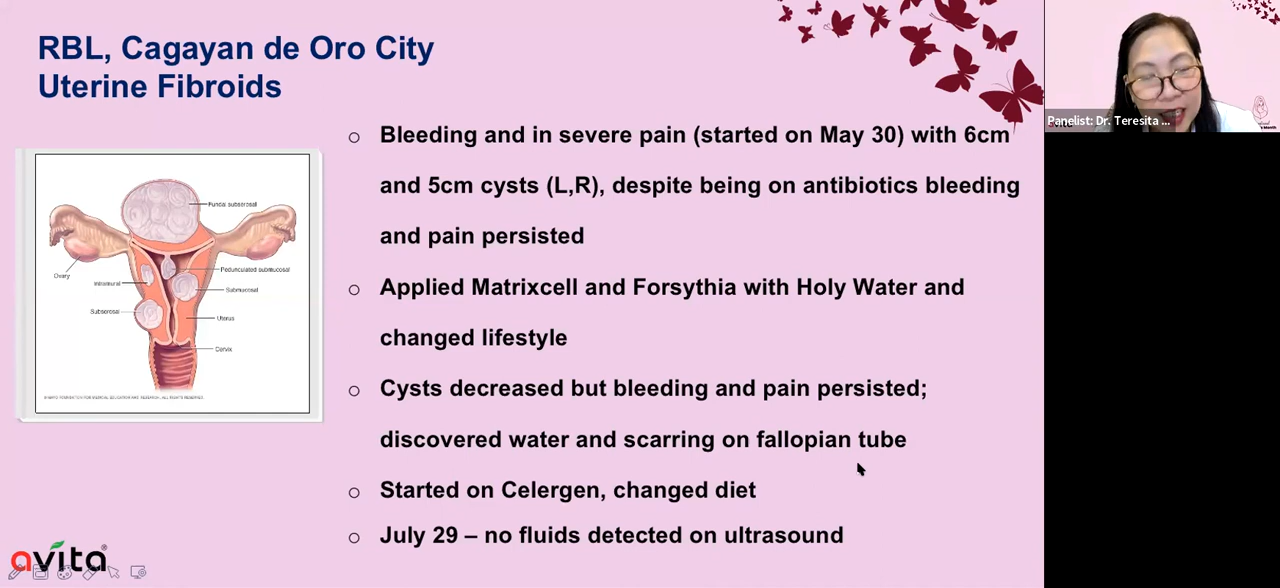 RBL, Cagayan de Oro City
Uterine Fibroids
Bleeding and in severe pain (started on May 30) with 6cm
and 5cm cysts (L,R), despite being on antibiotics bleeding
and pain persisted
Applied Matrixcell and Forsythia with Holy Water and
changed lifestyle
Cysts decreased but bleeding and pain persisted;
discovered water and scarring on fallopian tube
Started on Celergen, changed diet
July 29 – no fluids detected on ultrasound
Fundal subserosal
Ovary
Pedunculated submucosal
Intramural
Submucosal
Subserosal
Uterus
Cervix
avita®
Panelist: Dr. Teresita ...